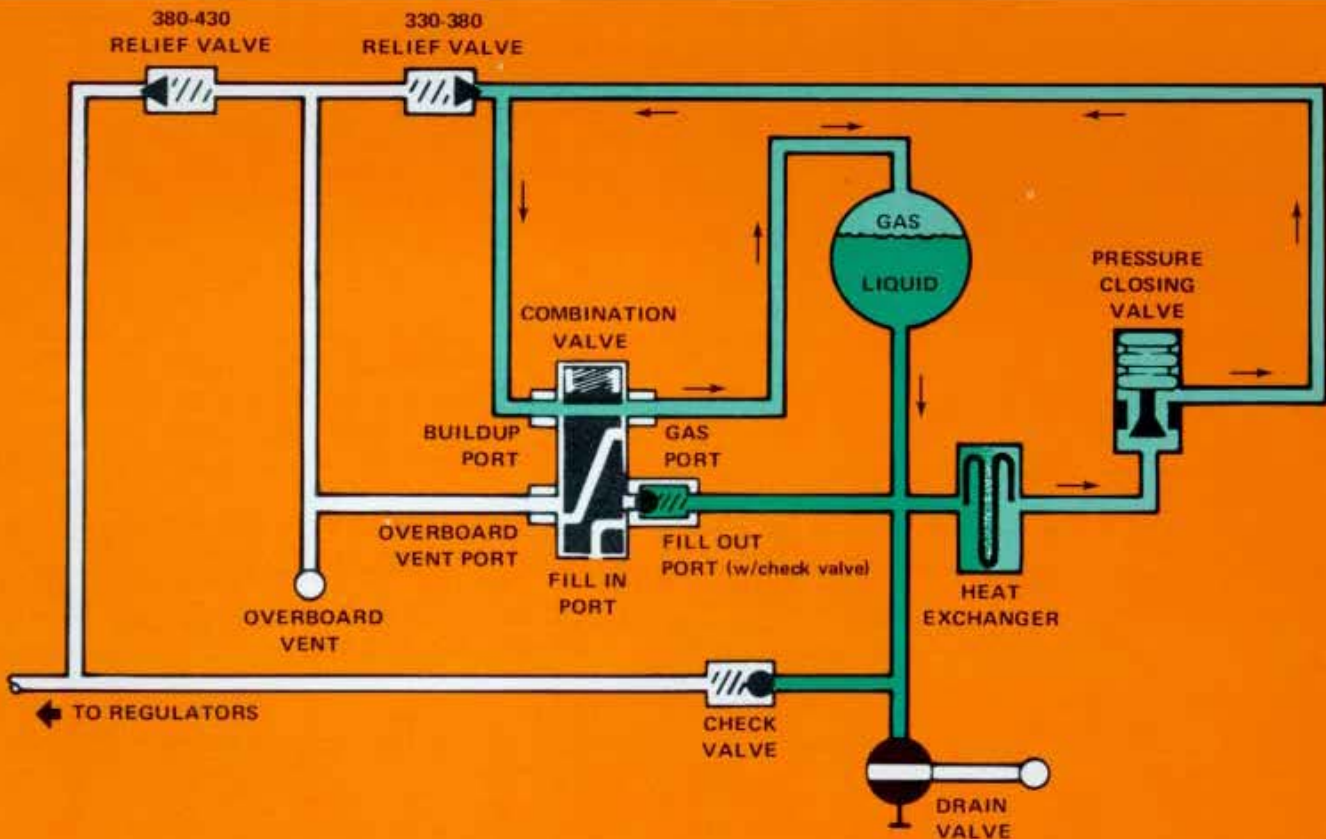 380-430
RELIEF VALVE
330-380
RELIEF VALVE
GAS
LIQUID
PRESSURE
CLOSING
VALVE
COMBINATION
VALVE
BUILDUP
PORT
GAS
PORT
OVERBOARD
VENT PORT
FILL IN
PORT
FILL OUT
PORT (w/check valve)
HEAT
EXCHANGER
OVERBOARD
VENT
TO REGULATORS
CHECK
VALVE
DRAIN
VALVE